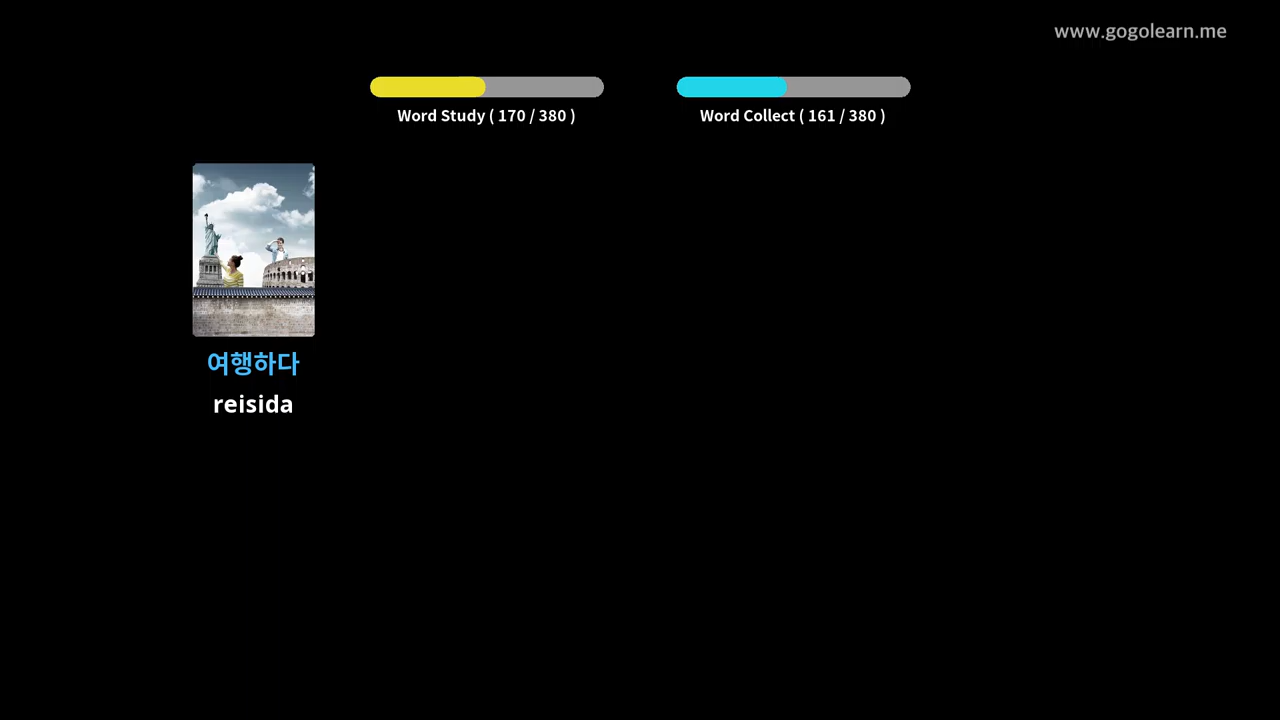 www.gogolearn.me
Word Study ( 170 / 380 )
Word Collect ( 161 / 380 )
여행하다
reisida